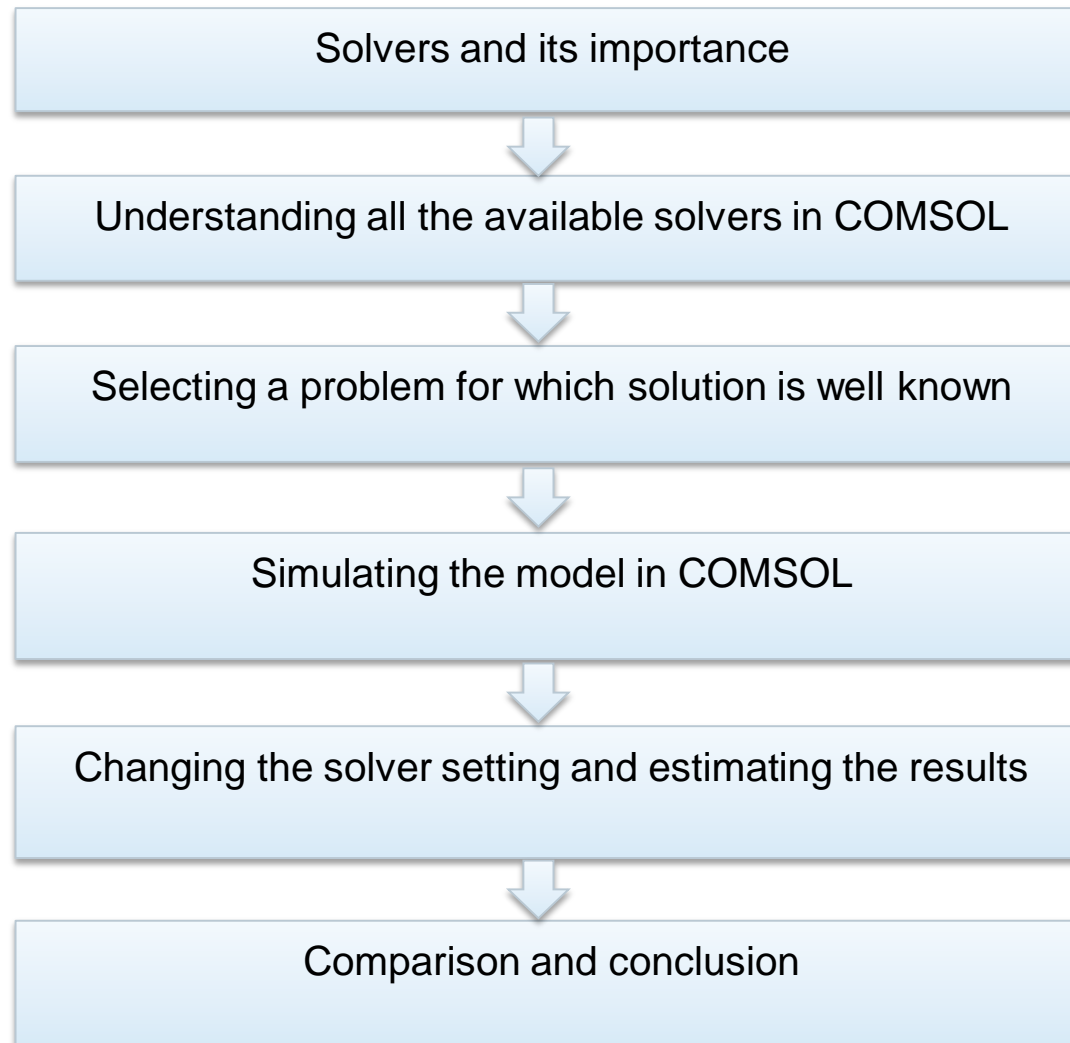 Solvers and its importance
Understanding all the available solvers in COMSOL
Selecting a problem for which solution is well known
Simulating the model in COMSOL
Changing the solver setting and estimating the results
Comparison and conclusion